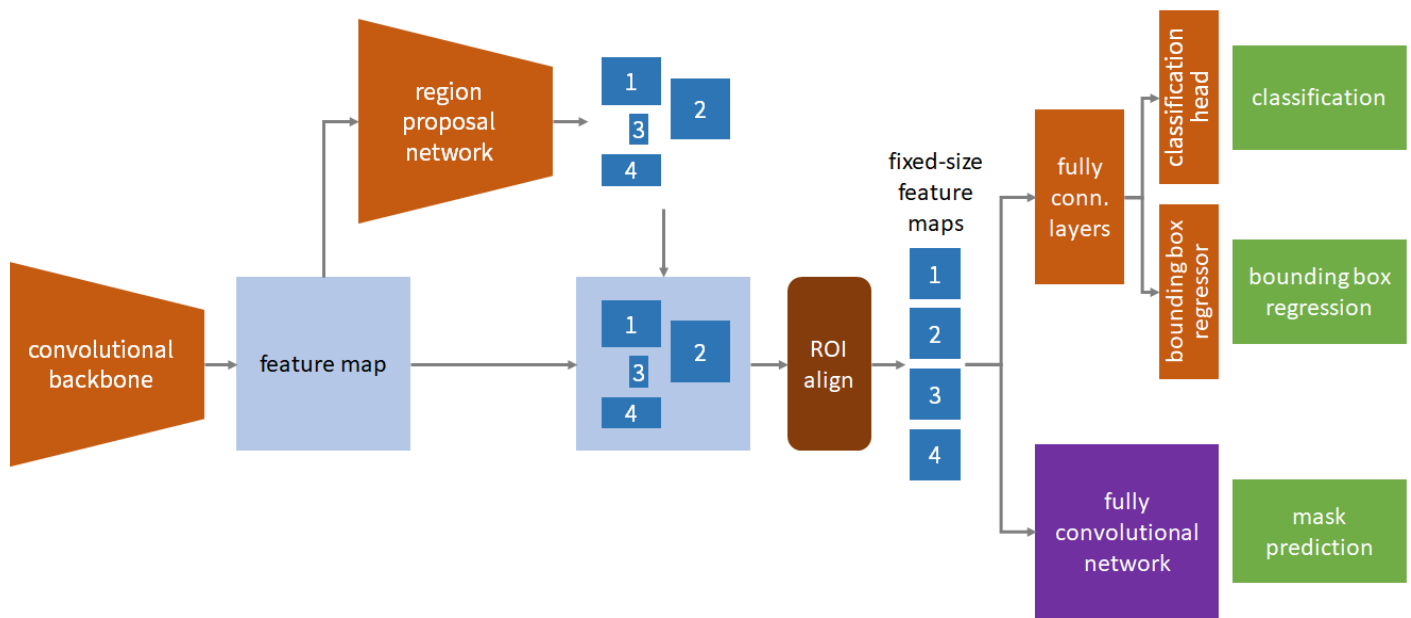 region
proposal
network
1
2
3
4
convolutional
backbone
feature map
1
2
3
4
ROI
align
fixed-size
feature
maps
1
2
3
4
fully
conn.
layers
classification
head
classification
bounding box
regressor
bounding box
regression
fully
convolutional
network
mask
prediction